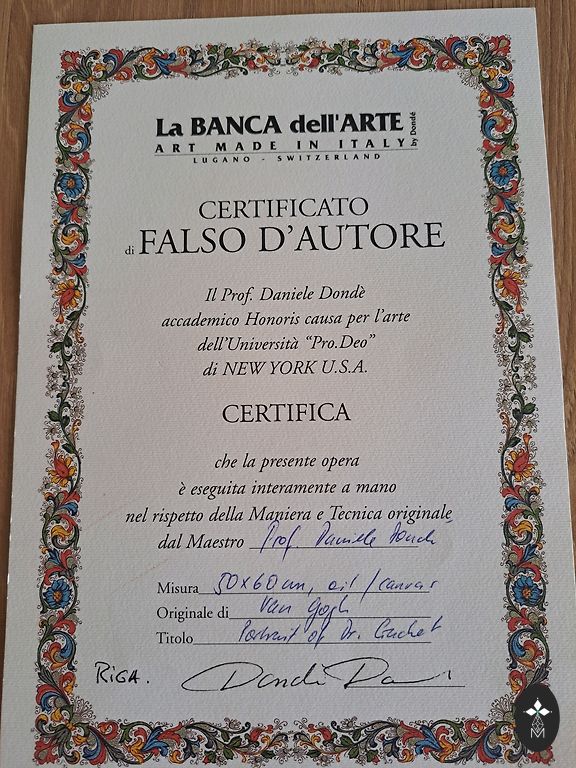 La BANCA dell'ARTE
by Dondé
ART MADE IN ITALY
LUGANO - SWITZERLAND
CERTIFICATO
di FALSO D'AUTORE
Il Prof. Daniele Dondè
accademico Honoris causa per l'arte
dell'Università "Pro.Deo"
di NEW YORK U.S.A.
CERTIFICA
che la presente opera
è eseguita interamente a mano
nel rispetto della Maniera e Tecnica originale
dal Maestro Prof. Daniele Dondè
Misura 50x60cm, oil/canvas
Originale di Van Gogh
Titolo Portrait of Dr. Gachet
RiGA.
M